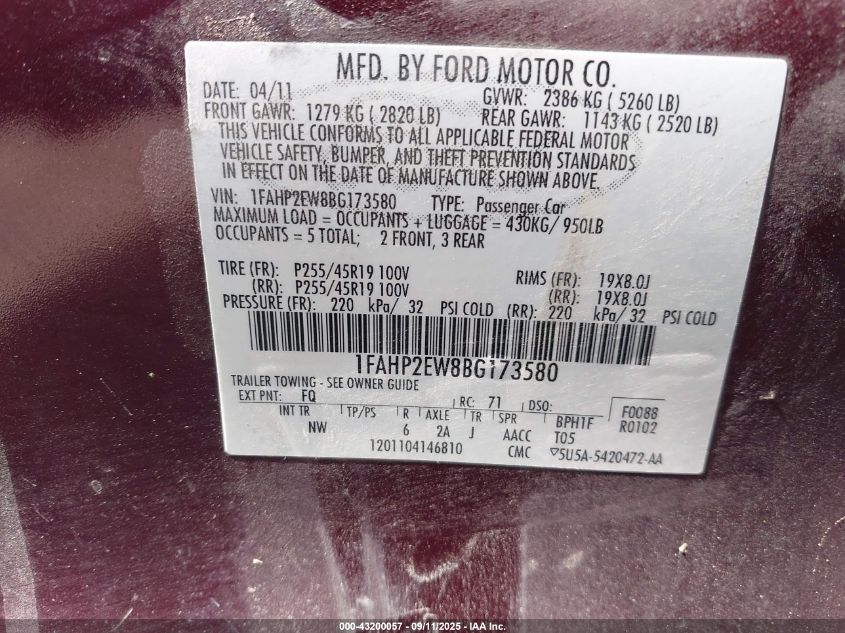 MFD. BY FORD MOTOR CO.
DATE: 04/11 GVWR: 2386 KG ( 5260 LB)
FRONT GAWR: 1279 KG ( 2820 LB) REAR GAWR: 1143 KG ( 2520 LB)
THIS VEHICLE CONFORMS TO ALL APPLICABLE FEDERAL MOTOR
VEHICLE SAFETY, BUMPER, AND THEFT PREVENTION STANDARDS
IN EFFECT ON THE DATE OF MANUFACTURE SHOWN ABOVE.
VIN: 1FAHP2EW8BG173580 TYPE: Passenger Car
MAXIMUM LOAD = OCCUPANTS + LUGGAGE = 430KG/ 950LB
OCCUPANTS = 5 TOTAL; 2 FRONT, 3 REAR
TIRE (FR): P255/45R19 100V RIMS (FR): 19X8.0J
(RR): P255/45R19 100V (RR): 19X8.0J
PRESSURE (FR): 220 kPa/ 32 PSI COLD (RR): 220 kPa/ 32 PSI COLD
1FAHP2EW8BG173580
TRAILER TOWING - SEE OWNER GUIDE
EXT PNT: FQ RC: 71 DSO: F0088
INT TR TP/PS R AXLE TR SPR BPH1F R0102
NW 6 2A J AACC T05
1201104146810 CMC ▽5U5A-5420472-AA
000-43200057 - 09/11/2025 - IAA Inc.